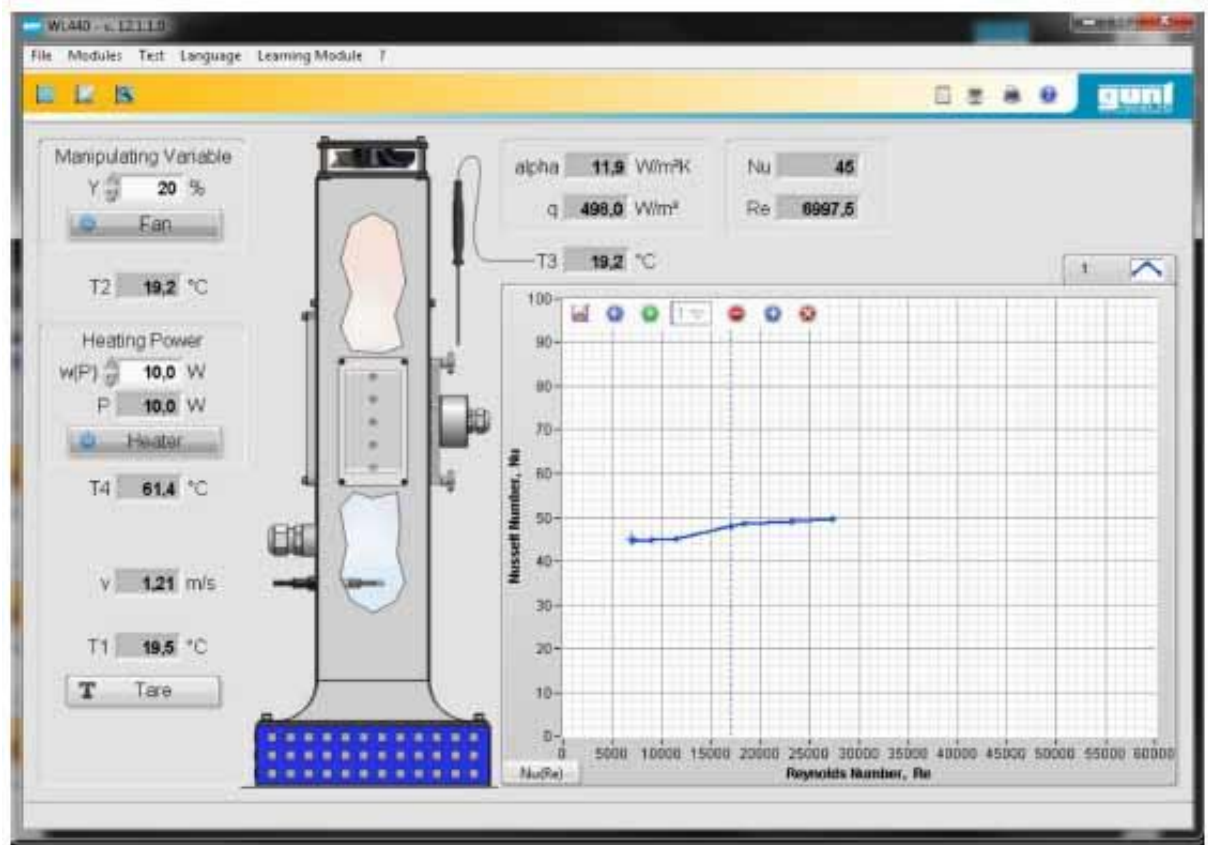 WL440 - v. 12.1.1.0
File Modules Test Language Learning Module ?
gunt
Manipulating Variable
Y 20 %
Fan
T2 19,2 °C
Heating Power
w(P) 10,0 W
P 10,0 W
Heater
T4 61,4 °C
v 1,21 m/s
T1 19,5 °C
T Tare
alpha 11,9 W/m²K
q 498,0 W/m²
Nu 45
Re 6997,5
T3 19,2 °C
1
1
100
90
80
70
60
50
40
30
20
10
0
Nusselt Number, Nu
0 5000 10000 15000 20000 25000 30000 35000 40000 45000 50000 55000 60000
Reynolds Number, Re
Nu(Re)